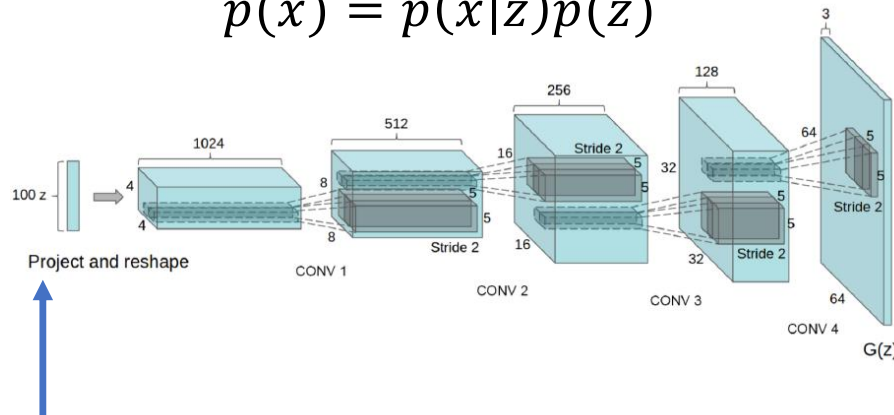 p(x) = p(x|z)p(z)
3
128
256
512
1024
64
16
Stride 2
5
5
32
5
5
Stride 2
100 z
4
4
8
5
5
8
Stride 2
16
5
5
Stride 2
32
64
Project and reshape
CONV 1
CONV 2
CONV 3
CONV 4
G(z)